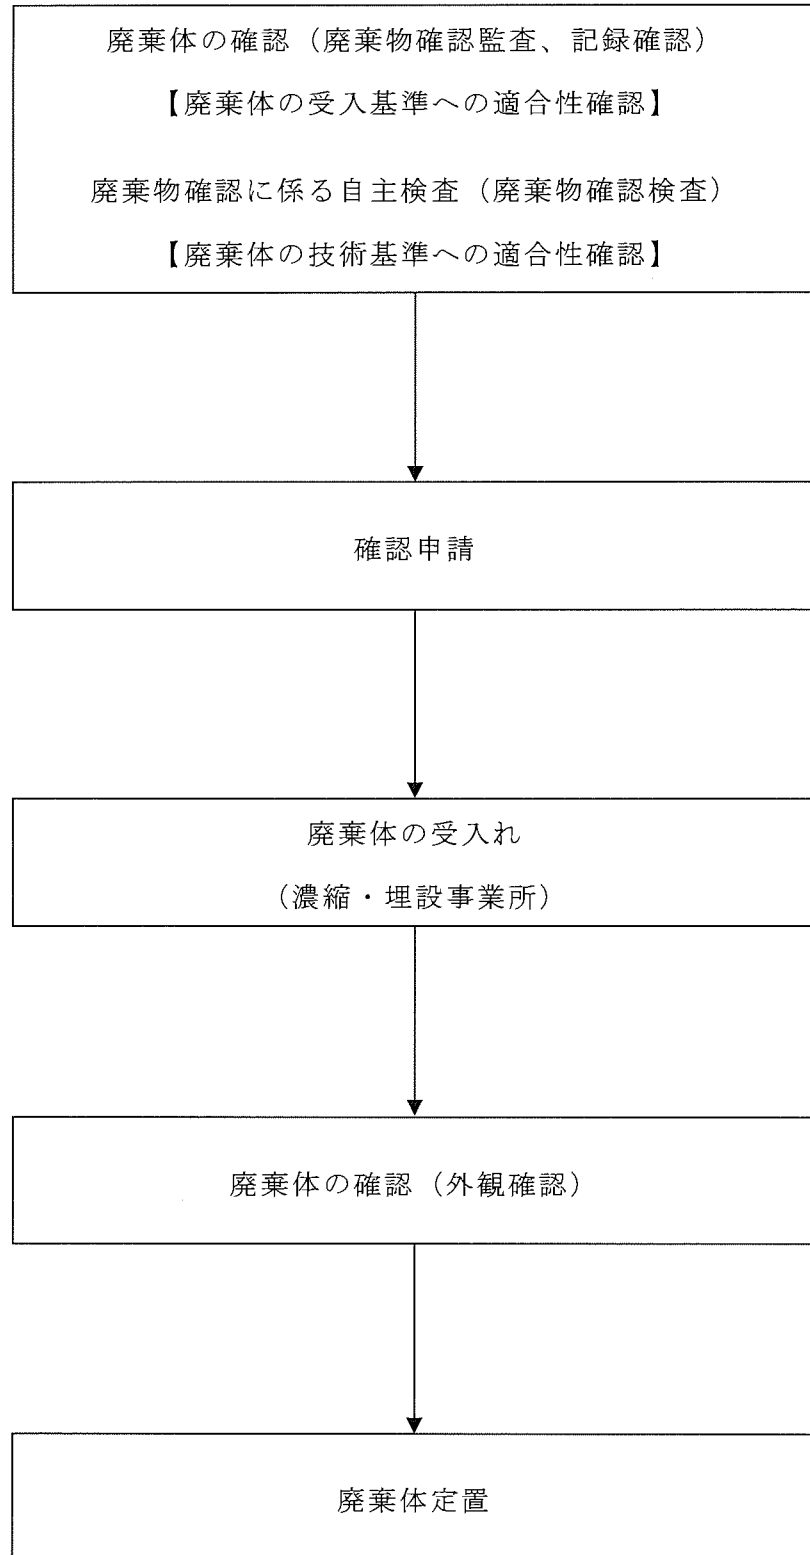 廃棄体の確認（廃棄物確認監査、記録確認）
【廃棄体の受入基準への適合性確認】
廃棄物確認に係る自主検査（廃棄物確認検査）
【廃棄体の技術基準への適合性確認】
確認申請
廃棄体の受入れ
（濃縮・埋設事業所）
廃棄体の確認（外観確認）
廃棄体定置